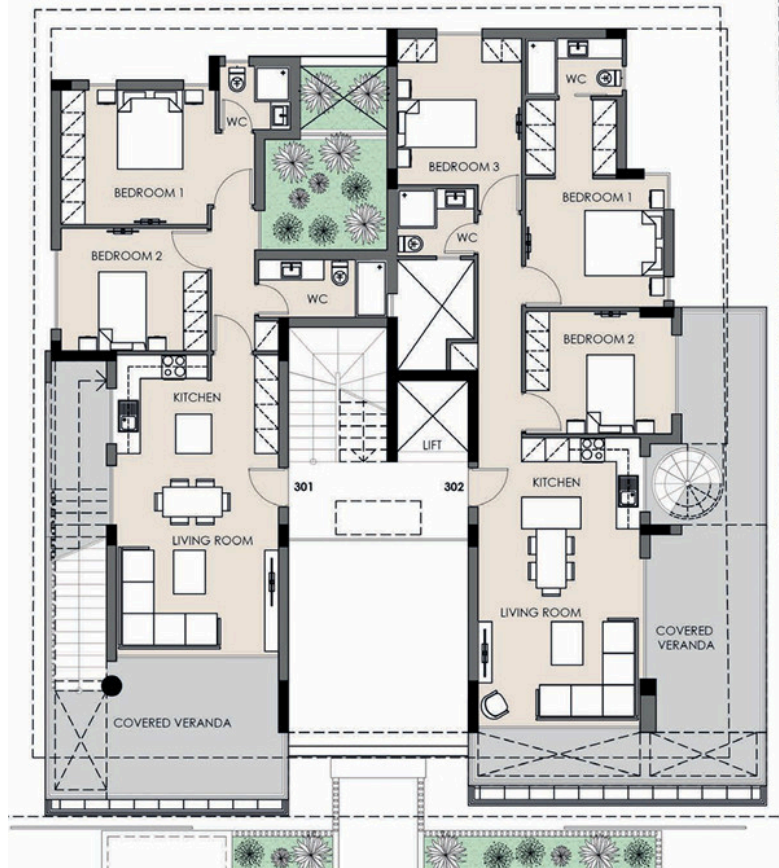 WC
WC
BEDROOM 3
BEDROOM 1
BEDROOM 1
WC
BEDROOM 2
WC
BEDROOM 2
KITCHEN
LIFT
KITCHEN
301
302
LIVING ROOM
LIVING ROOM
COVERED
VERANDA
COVERED VERANDA